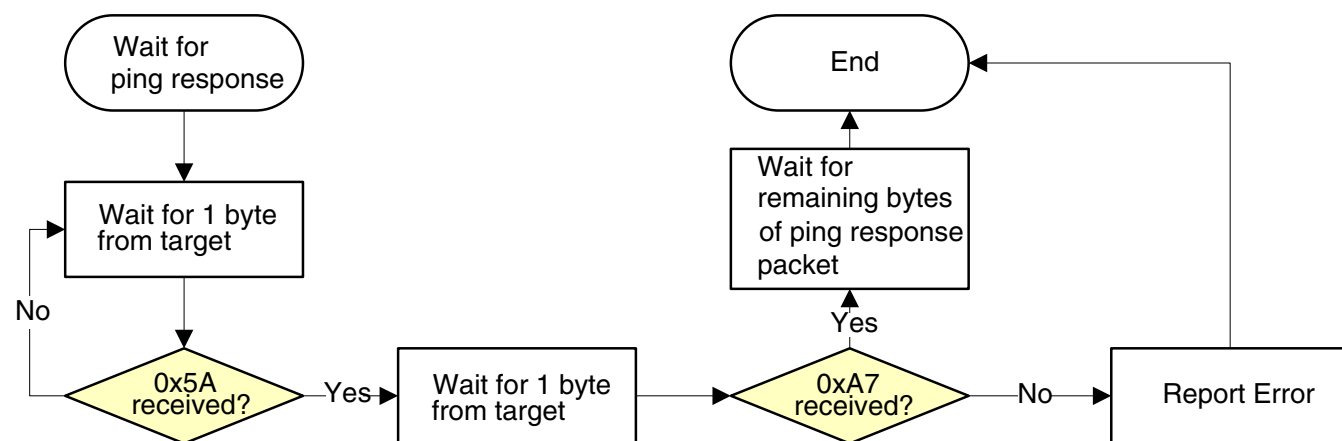 Wait for
ping response
Wait for 1 byte
from target
No
0x5A
received?
Yes
Wait for 1 byte
from target
0xA7
received?
Yes
Wait for
remaining bytes
of ping response
packet
End
No
Report Error